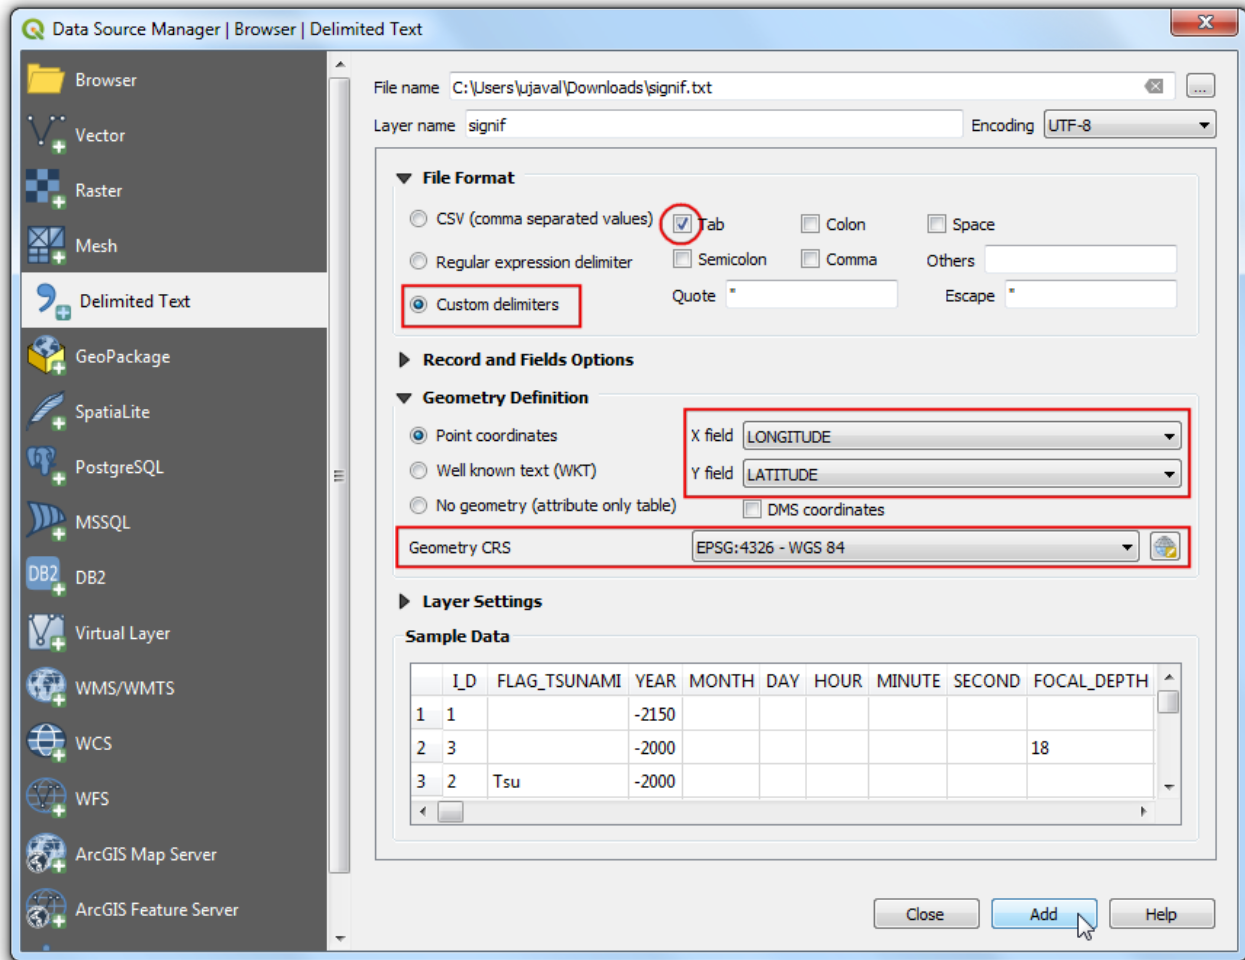 Data Source Manager | Browser | Delimited Text
Browser
Vector
Raster
Mesh
Delimited Text
GeoPackage
SpatiaLite
PostgreSQL
MSSQL
DB2 DB2
Virtual Layer
WMS/WMTS
WCS
WFS
ArcGIS Map Server
ArcGIS Feature Server
File name C:\Users\ujaval\Downloads\signif.txt ...
Layer name signif Encoding UTF-8
File Format
CSV (comma separated values) Tab Colon Space
Regular expression delimiter Semicolon Comma Others
Custom delimiters Quote " Escape "
Record and Fields Options
Geometry Definition
Point coordinates X field LONGITUDE
Well known text (WKT) Y field LATITUDE
No geometry (attribute only table) DMS coordinates
Geometry CRS EPSG:4326 - WGS 84
Layer Settings
Sample Data
I_D FLAG_TSUNAMI YEAR MONTH DAY HOUR MINUTE SECOND FOCAL_DEPTH
1 1 -2150
2 3 -2000 18
3 2 Tsu -2000
Close Add Help